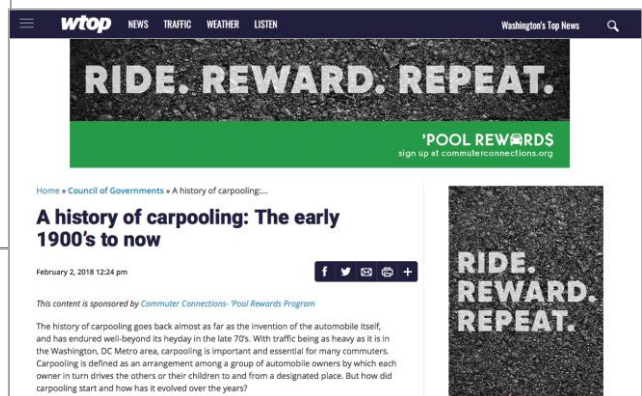 wtop NEWS TRAFFIC WEATHER LISTEN Washington's Top News
RIDE. REWARD. REPEAT.
'POOL REWARD$
sign up at commuterconnections.org
Home » Council of Governments » A history of carpooling:...
A history of carpooling: The early
1900's to now
February 2, 2018 12:24 pm
This content is sponsored by Commuter Connections- 'Pool Rewards Program
The history of carpooling goes back almost as far as the invention of the automobile itself,
and has endured well-beyond its heyday in the late 70's. With traffic being as heavy as it is in
the Washington, DC Metro area, carpooling is important and essential for many commuters.
Carpooling is defined as an arrangement among a group of automobile owners by which each
owner in turn drives the others or their children to and from a designated place. But how did
carpooling start and how has it evolved over the years?
RIDE.
REWARD.
REPEAT.